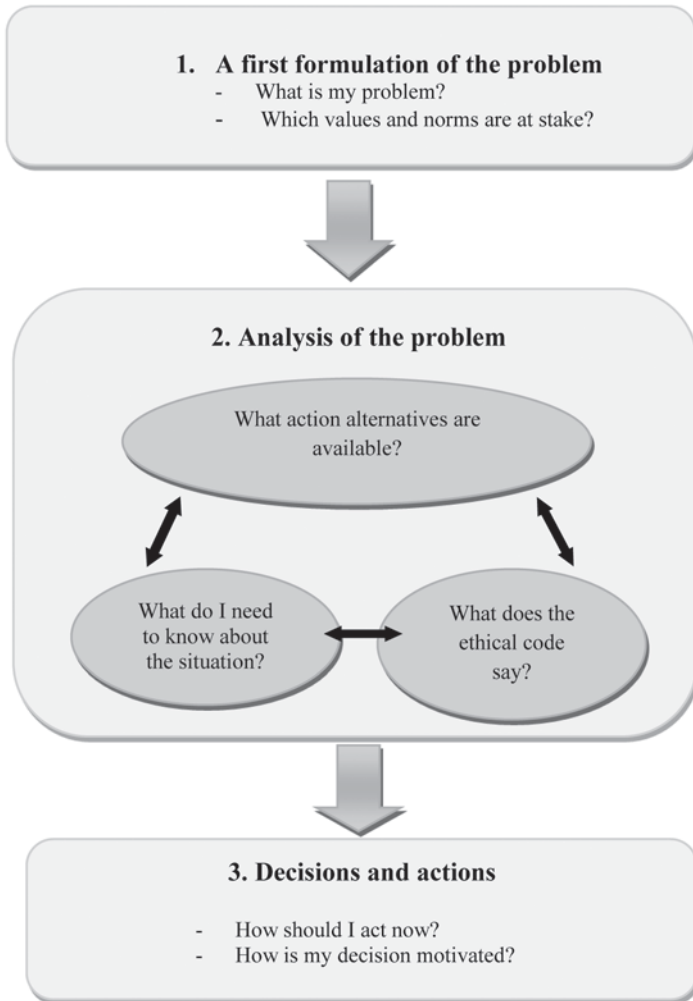 1. A first formulation of the problem
- What is my problem?
- Which values and norms are at stake?
2. Analysis of the problem
What action alternatives are
available?
What do I need
to know about
the situation?
What does the
ethical code
say?
3. Decisions and actions
- How should I act now?
- How is my decision motivated?